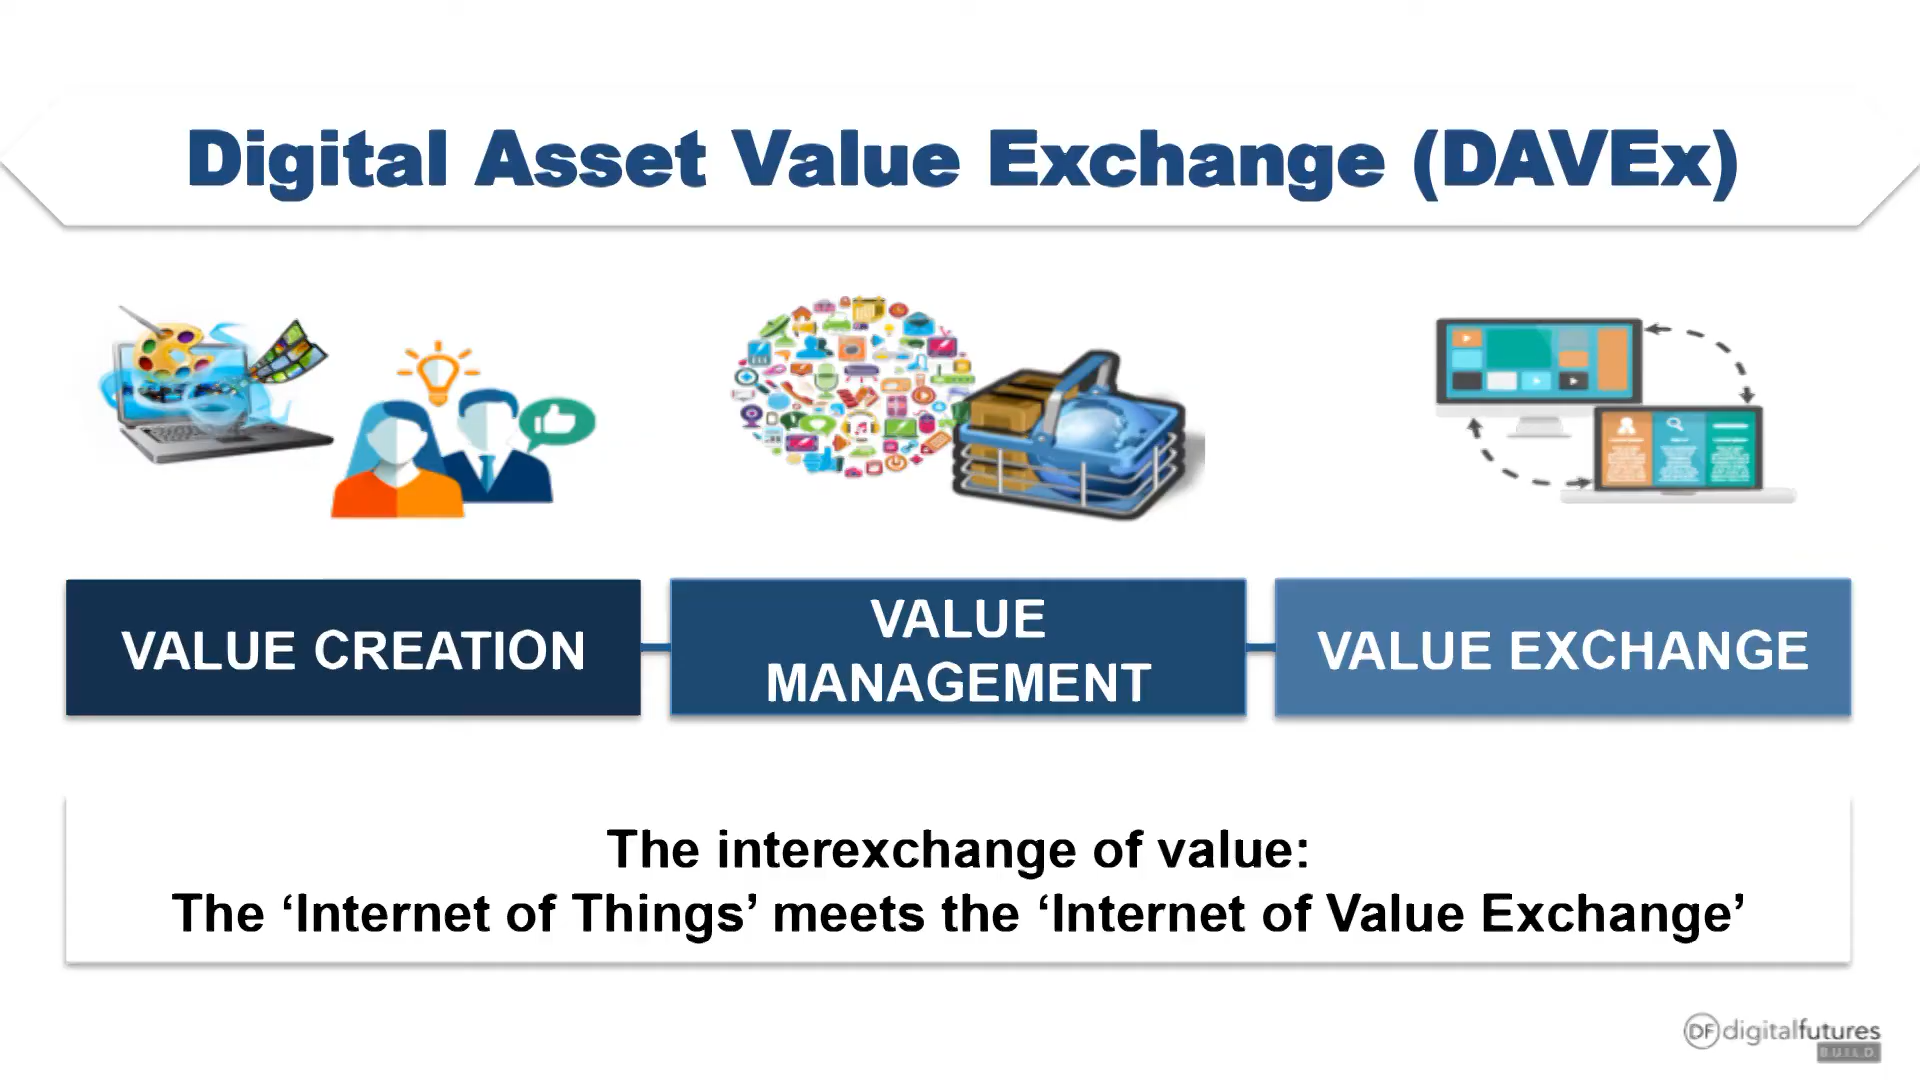 Digital Asset Value Exchange (DAVEx)
VALUE CREATION
VALUE
MANAGEMENT
VALUE EXCHANGE
The interexchange of value:
The ‘Internet of Things’ meets the ‘Internet of Value Exchange’
DF digitalfutures
BUILD